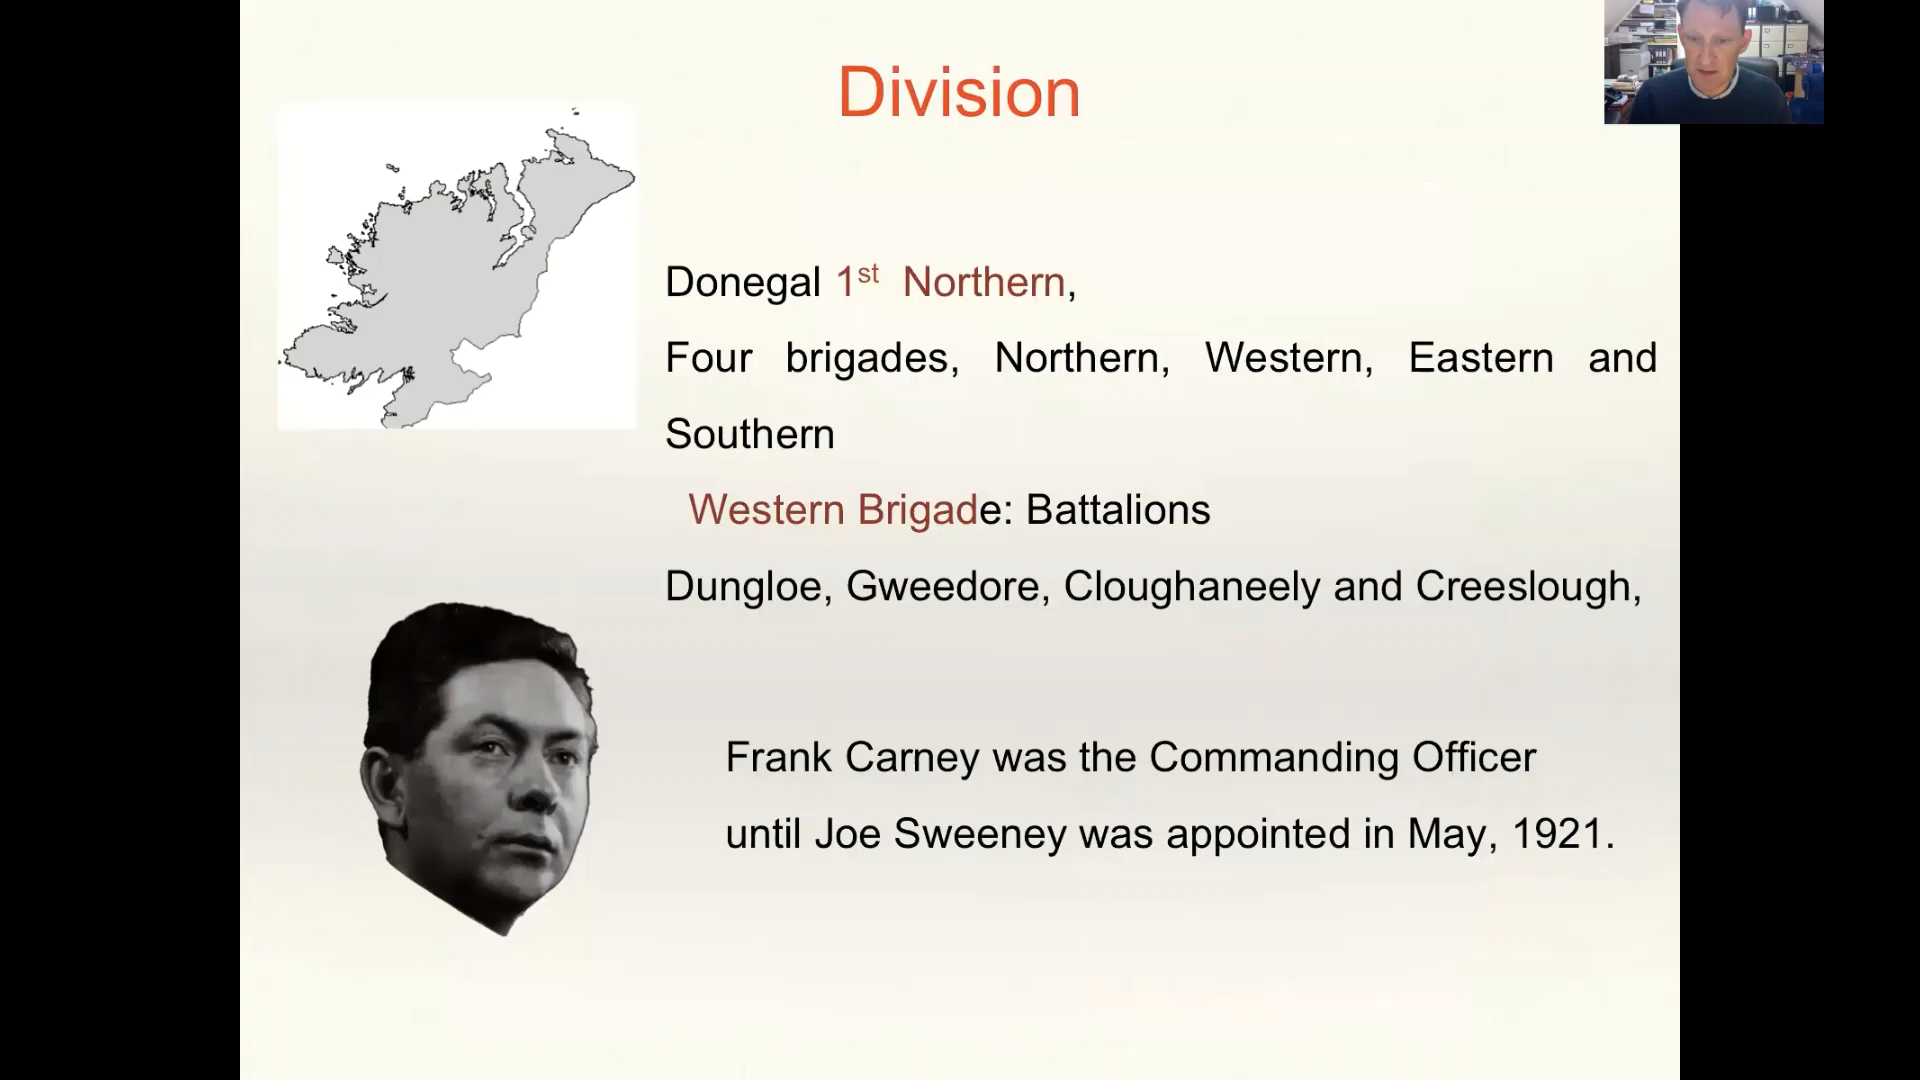 Division
Donegal 1st Northern,
Four brigades, Northern, Western, Eastern and
Southern
Western Brigade: Battalions
Dungloe, Gweedore, Cloughaneely and Creeslough,
Frank Carney was the Commanding Officer
until Joe Sweeney was appointed in May, 1921.